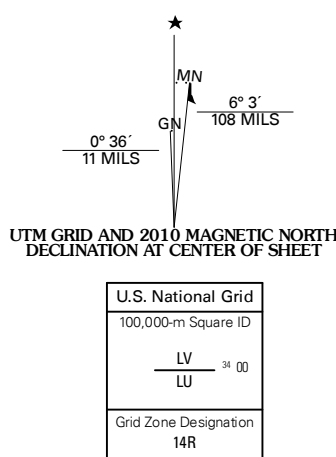 MN
6° 3´
108 MILS
GN
0° 36´
11 MILS
UTM GRID AND 2010 MAGNETIC NORTH
DECLINATION AT CENTER OF SHEET
U.S. National Grid
100,000-m Square ID
LV
34 00
LU
Grid Zone Designation
14R